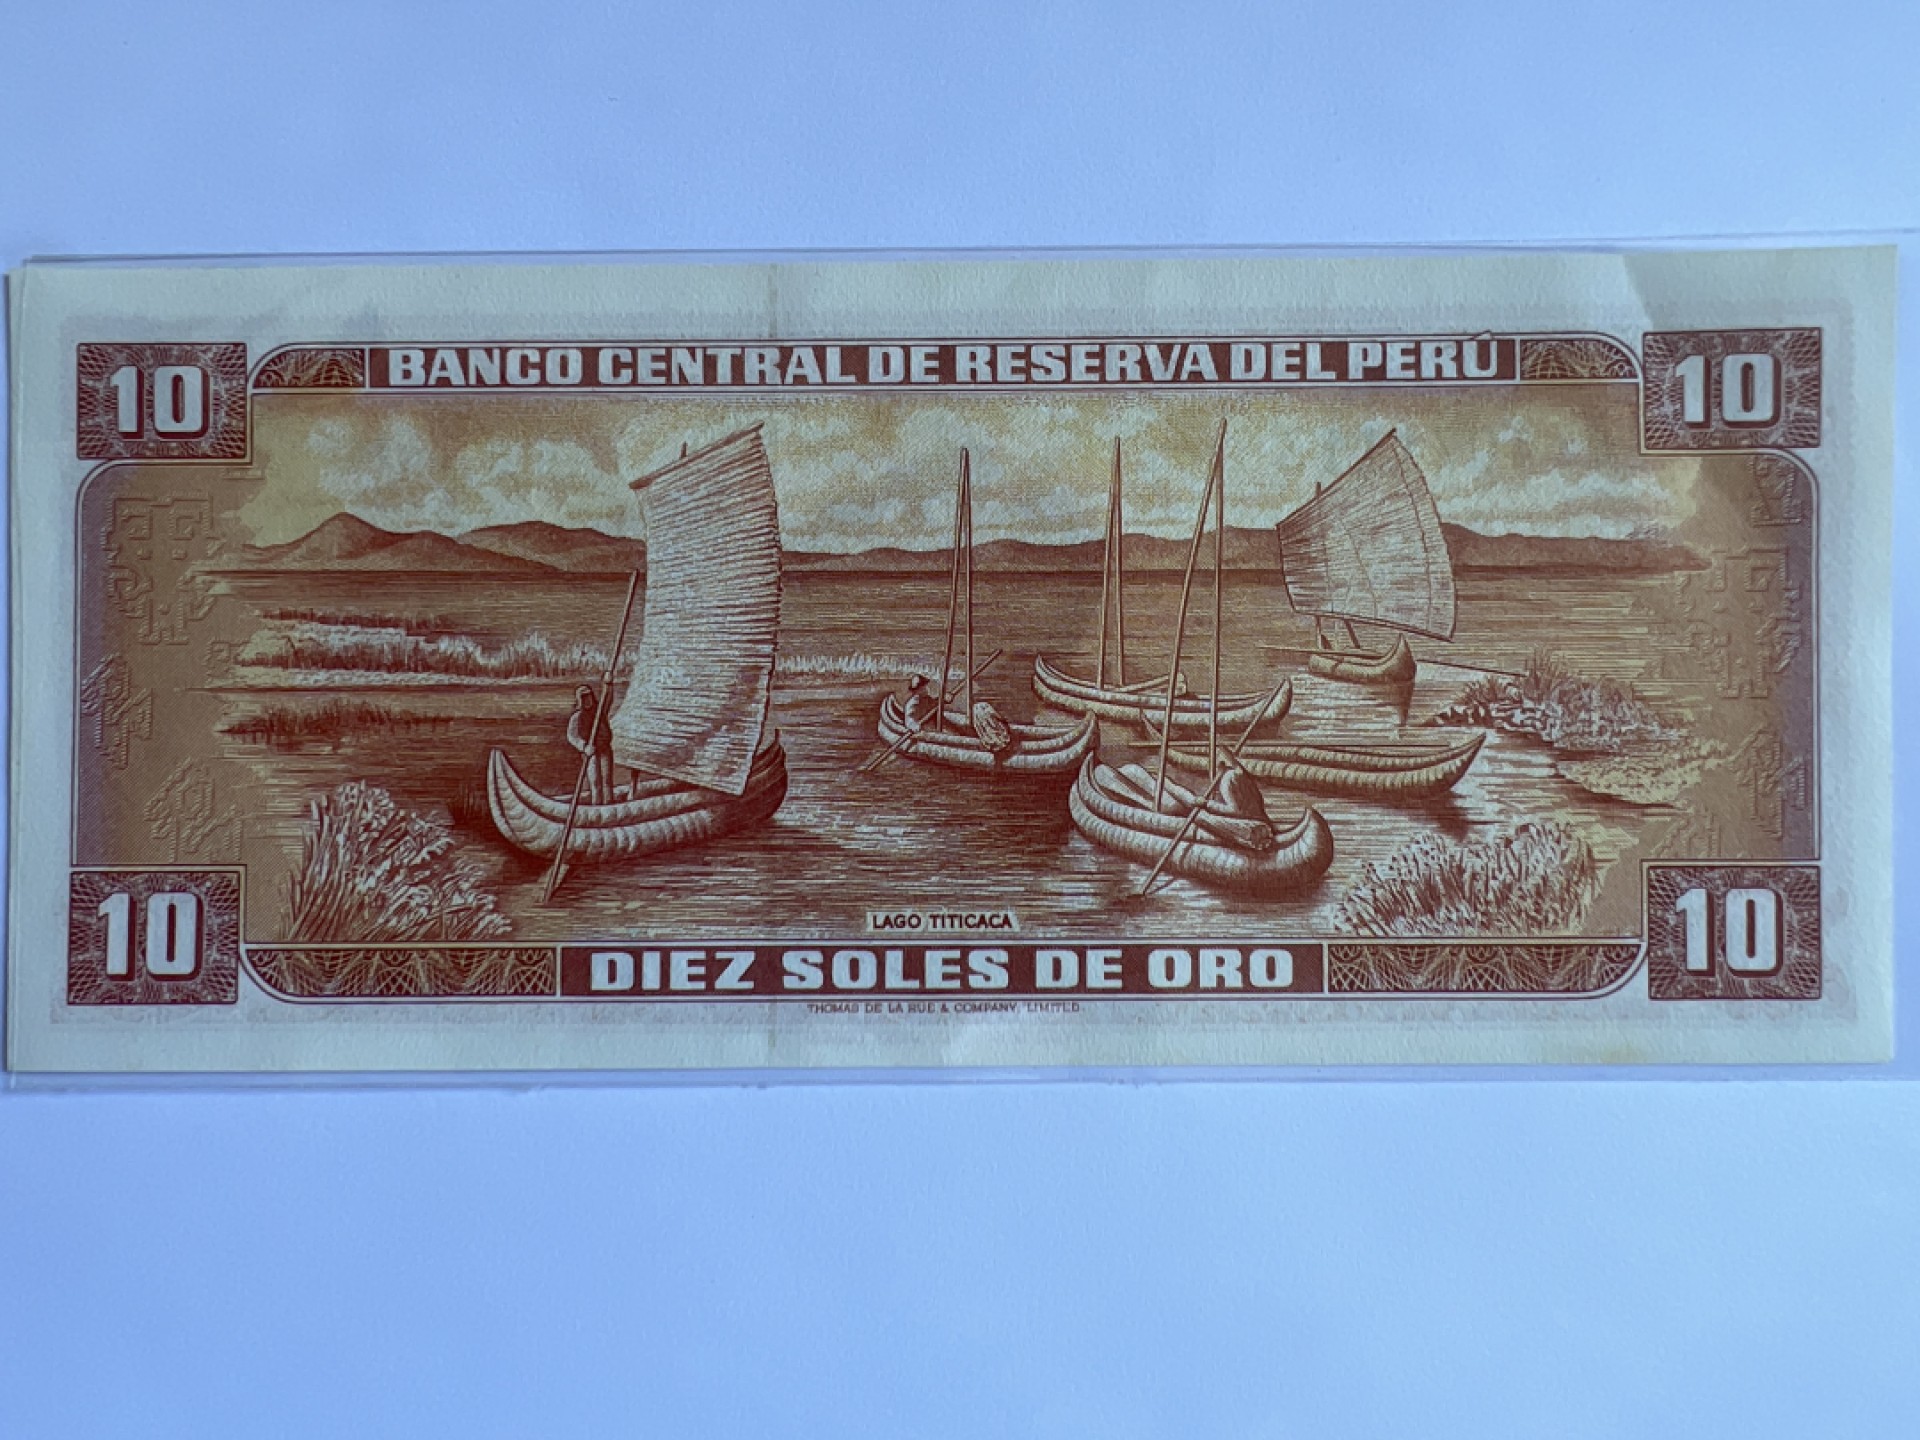 10 BANCO CENTRAL DE RESERVA DEL PERÚ 10
LAGO TITICACA
10 DIEZ SOLES DE ORO 10
THOMAS DE LA RUE & COMPANY, LIMITED.